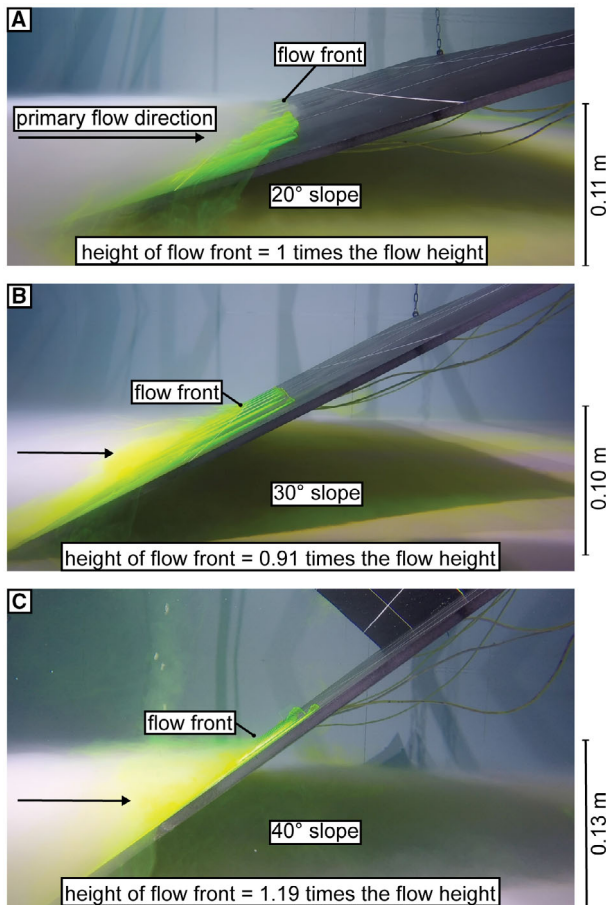 A
flow front
primary flow direction
20° slope
0.11 m
height of flow front = 1 times the flow height
B
flow front
30° slope
0.10 m
height of flow front = 0.91 times the flow height
C
flow front
40° slope
0.13 m
height of flow front = 1.19 times the flow height